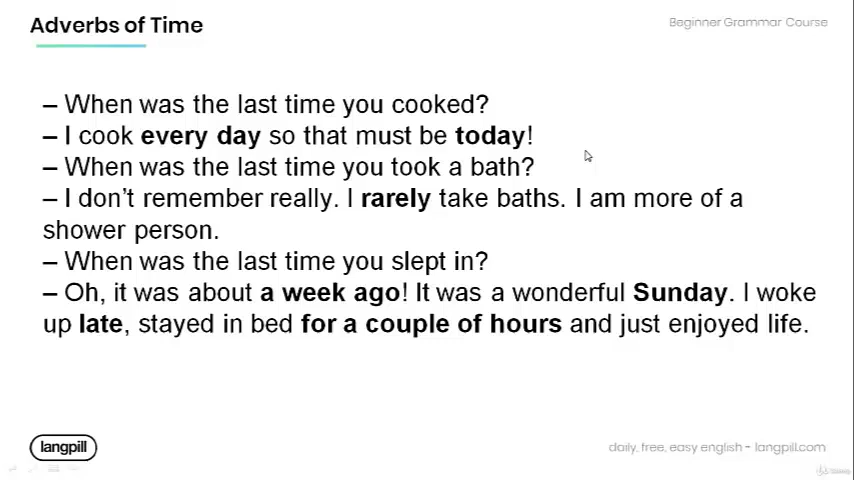 Adverbs of Time
Beginner Grammar Course
– When was the last time you cooked?
– I cook every day so that must be today!
– When was the last time you took a bath?
– I don't remember really. I rarely take baths. I am more of a
shower person.
– When was the last time you slept in?
– Oh, it was about a week ago! It was a wonderful Sunday. I woke
up late, stayed in bed for a couple of hours and just enjoyed life.
langpill
daily, free, easy english - langpill.com